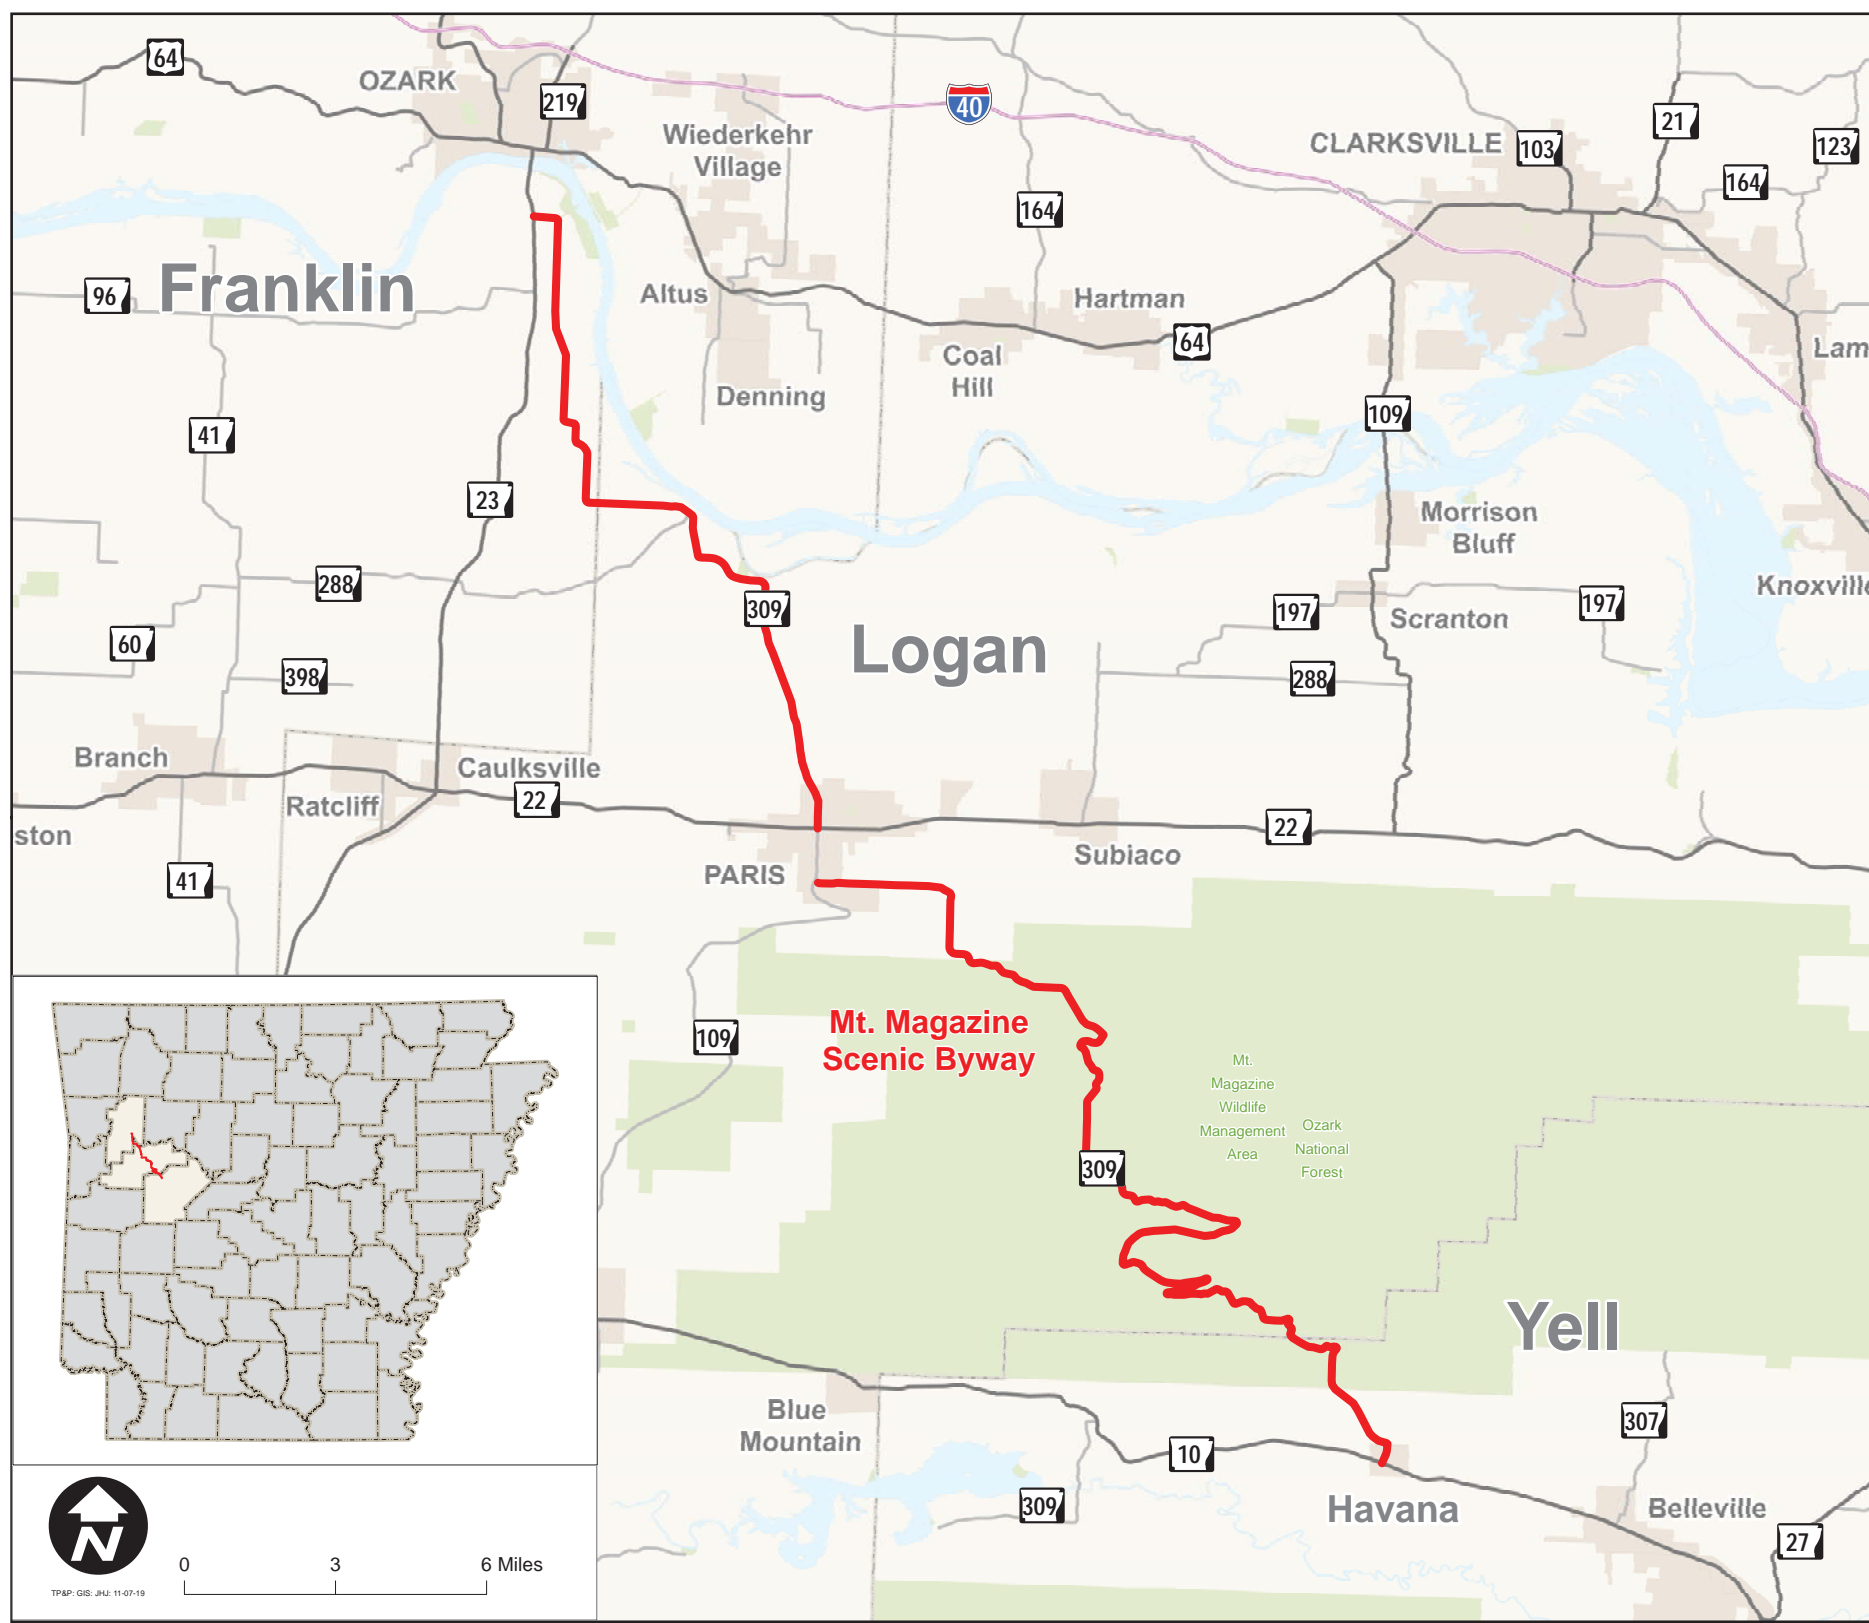 64
OZARK
219
Wiederkehr
Village
40
CLARKSVILLE
103
21
123
164
164
96
Franklin
Altus
Hartman
64
Coal
Hill
Lam
Denning
41
109
23
Morrison
Bluff
288
Knoxville
309
197
197
60
Scranton
Logan
398
288
Branch
Caulksville
Ratcliff
22
22
ston
Subiaco
PARIS
41
Mt. Magazine
Scenic Byway
109
Mt.
Magazine
Wildlife
Management
Area
Ozark
National
Forest
309
Yell
Blue
Mountain
307
10
309
Havana
Belleville
27
N
0 3 6 Miles
TP&P: GIS: JHJ: 11-07-19